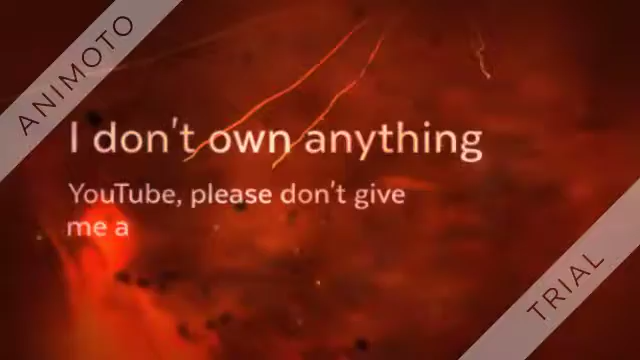 ANIMOTO
I don't own anything
YouTube, please don't give
me a
TRIAL